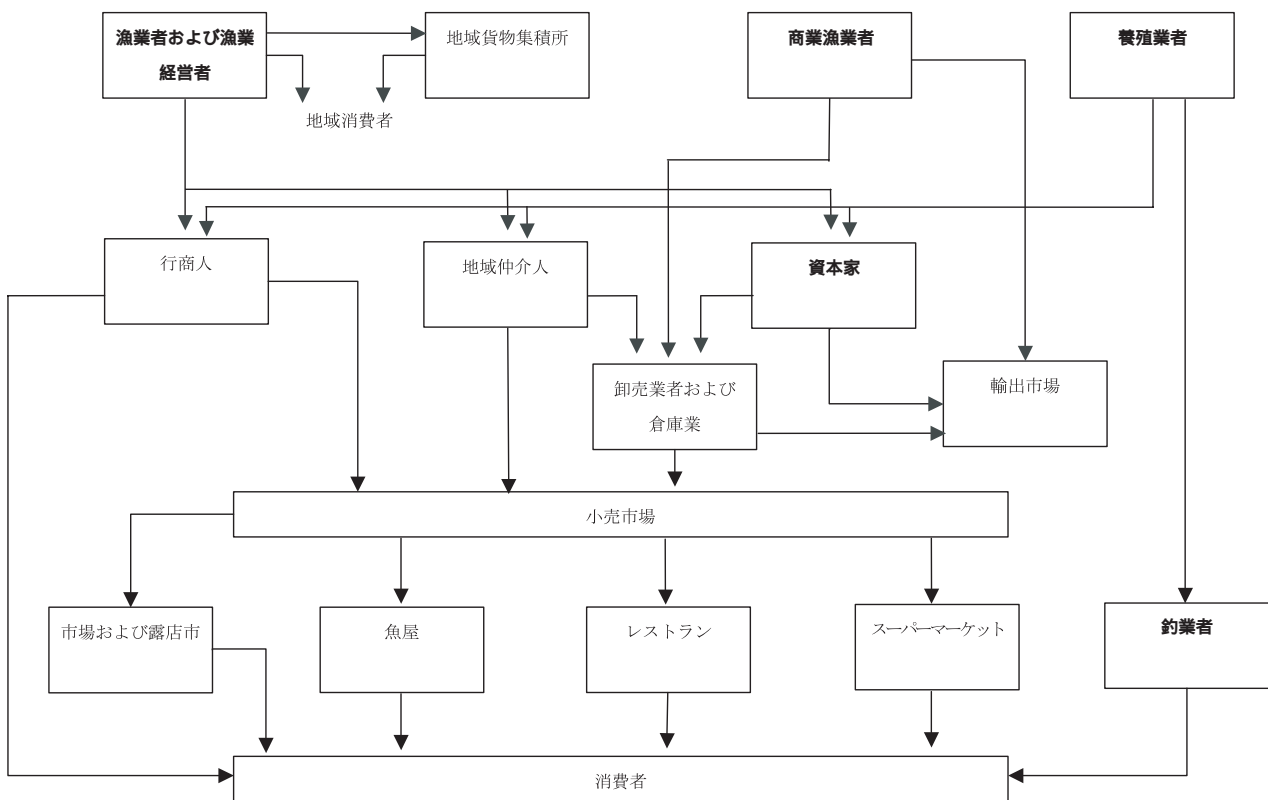 漁業者および漁業
経営者
地域貨物集積所
商業漁業者
養殖業者
地域消費者
行商人
地域仲介人
資本家
卸売業者および
倉庫業
輸出市場
小売市場
市場および露店市
魚屋
レストラン
スーパーマーケット
釣業者
消費者